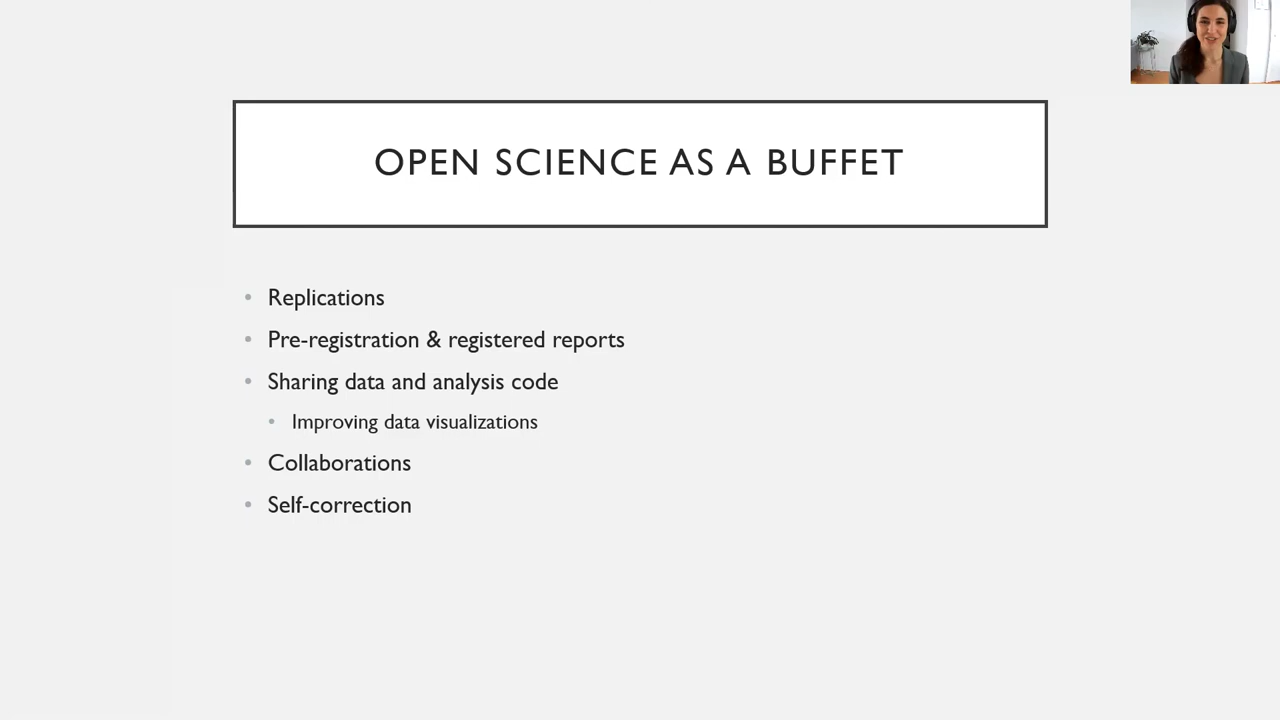 OPEN SCIENCE AS A BUFFET
• Replications
• Pre-registration & registered reports
• Sharing data and analysis code
• Improving data visualizations
• Collaborations
• Self-correction